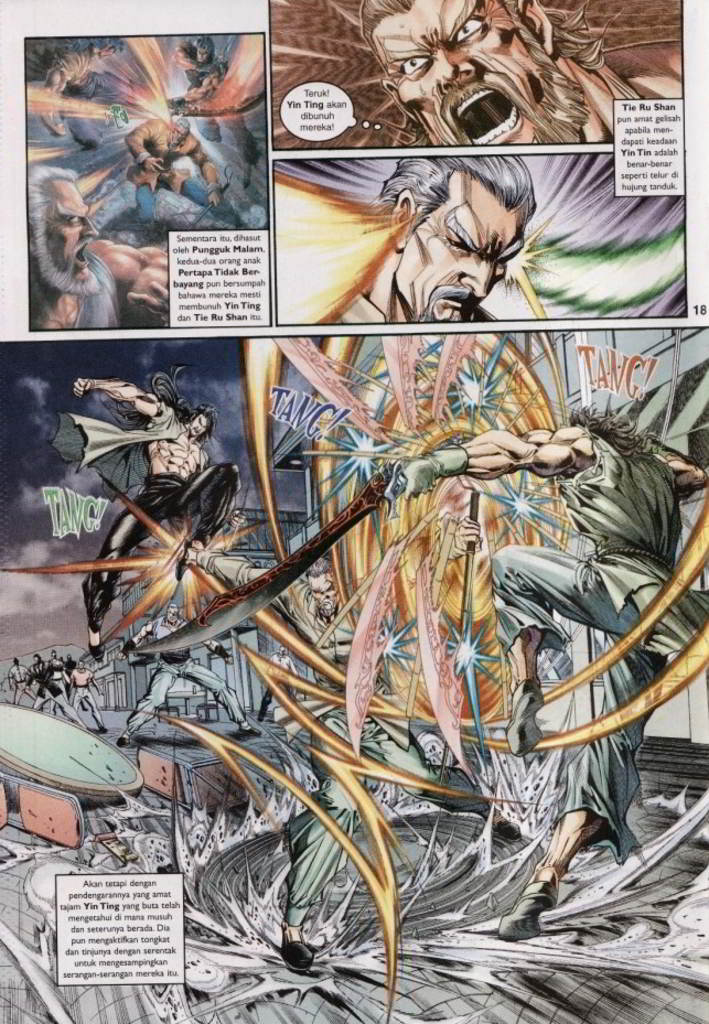 Sementara itu, dihasut
oleh Pungguk Malam,
kedua-dua orang anak
Pertapa Tidak Ber-
bayang pun bersumpah
bahawa mereka mesti
membunuh Yin Ting
dan Tie Ru Shan itu.
Teruk!
Yin Ting akan
dibunuh
mereka!
Tie Ru Shan
pun amat gelisah
apabila men-
dapati keadaan
Yin Tin adalah
benar-benar
seperti telur di
hujung tanduk.
18
TANG!
TANG!
TANG!
Akan tetapi dengan
pendengarannya yang amat
tajam Yin Ting yang buta telah
mengetahui di mana musuh
dan seterunya berada. Dia
pun mengaktifkan tongkat
dan tinjunya dengan serentak
untuk mengesampingkan
serangan-serangan mereka itu.